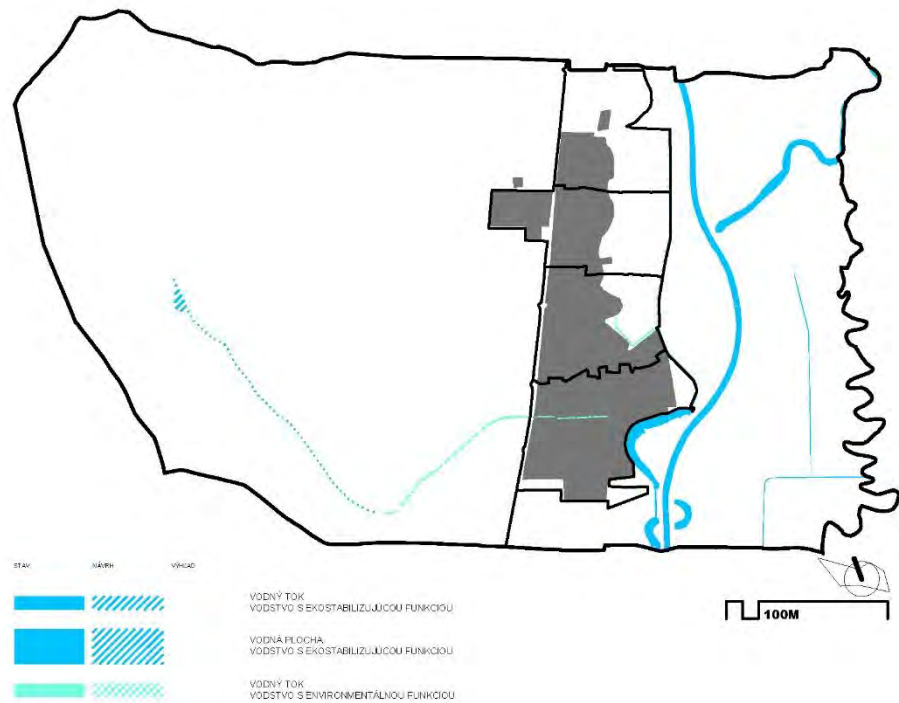 100M
STAV NÁVRH VÝHĽAD
VODNÝ TOK
VODSTVO S EKOSTABILIZUJÚCOU FUNKCIOU
VODNÁ PLOCHA
VODSTVO S EKOSTABILIZUJÚCOU FUNKCIOU
VODNÝ TOK
VODSTVO S ENVIRONMENTÁLNOU FUNKCIOU